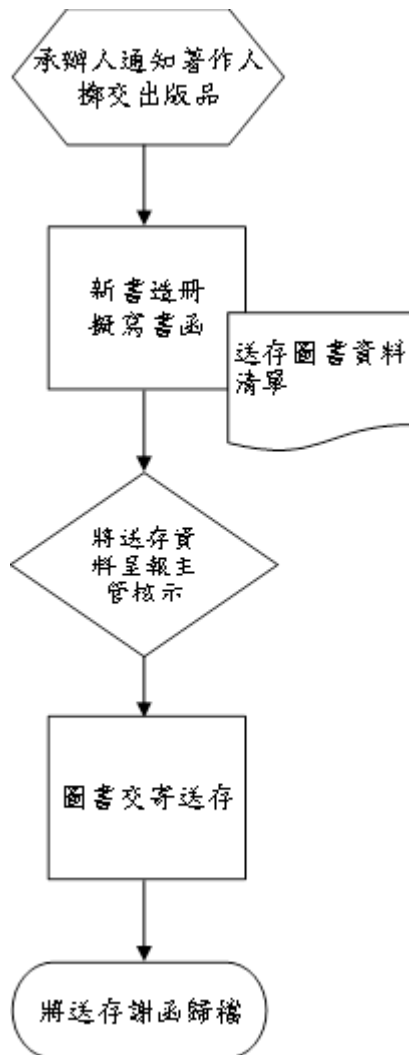 承辦人通知著作人
擲交出版品
新書造冊
擬寫書函
送存圖書資料
清單
將送存資
料呈報主
管核示
圖書交寄送存
將送存謝函歸檔